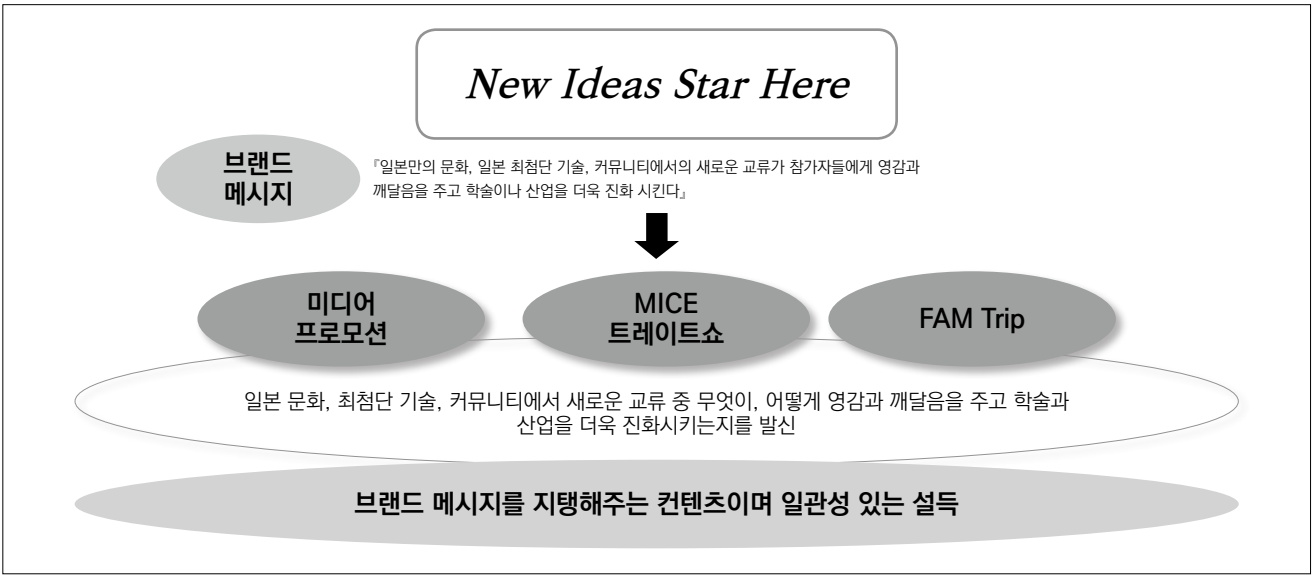 New Ideas Star Here
브랜드
메시지
『일본만의 문화, 일본 최첨단 기술, 커뮤니티에서의 새로운 교류가 참가자들에게 영감과
깨달음을 주고 학술이나 산업을 더욱 진화 시킨다』
미디어
프로모션
MICE
트레이트쇼
FAM Trip
일본 문화, 최첨단 기술, 커뮤니티에서 새로운 교류 중 무엇이, 어떻게 영감과 깨달음을 주고 학술과
산업을 더욱 진화시키는지를 발신
브랜드 메시지를 지탱해주는 컨텐츠이며 일관성 있는 설득